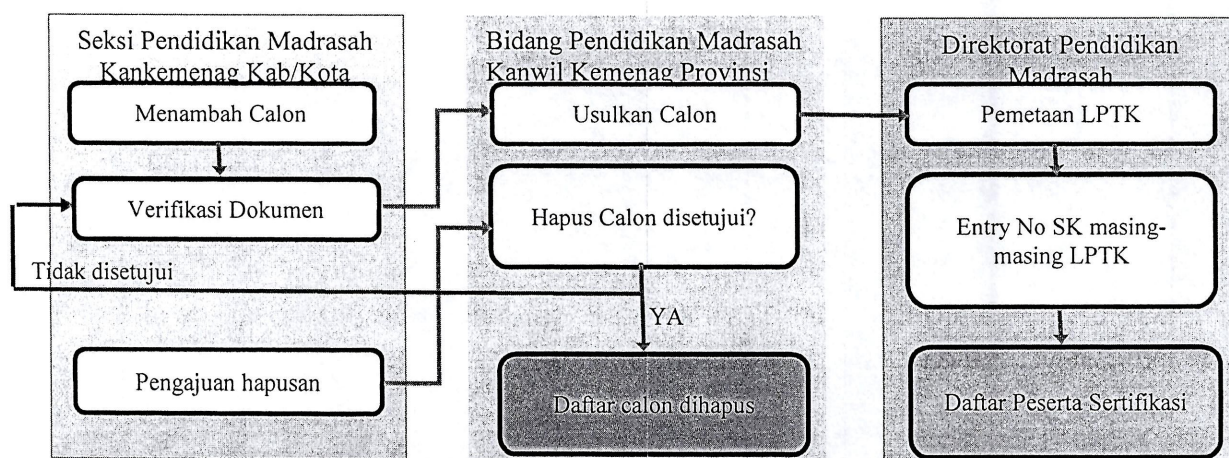 Seksi Pendidikan Madrasah
Kankemenag Kab/Kota
Menambah Calon
Verifikasi Dokumen
Tidak disetujui
Pengajuan hapusan
Bidang Pendidikan Madrasah
Kanwil Kemenag Provinsi
Usulkan Calon
Hapus Calon disetujui?
YA
Daftar calon dihapus
Direktorat Pendidikan
Madrasah
Pemetaan LPTK
Entry No SK masing-
masing LPTK
Daftar Peserta Sertifikasi